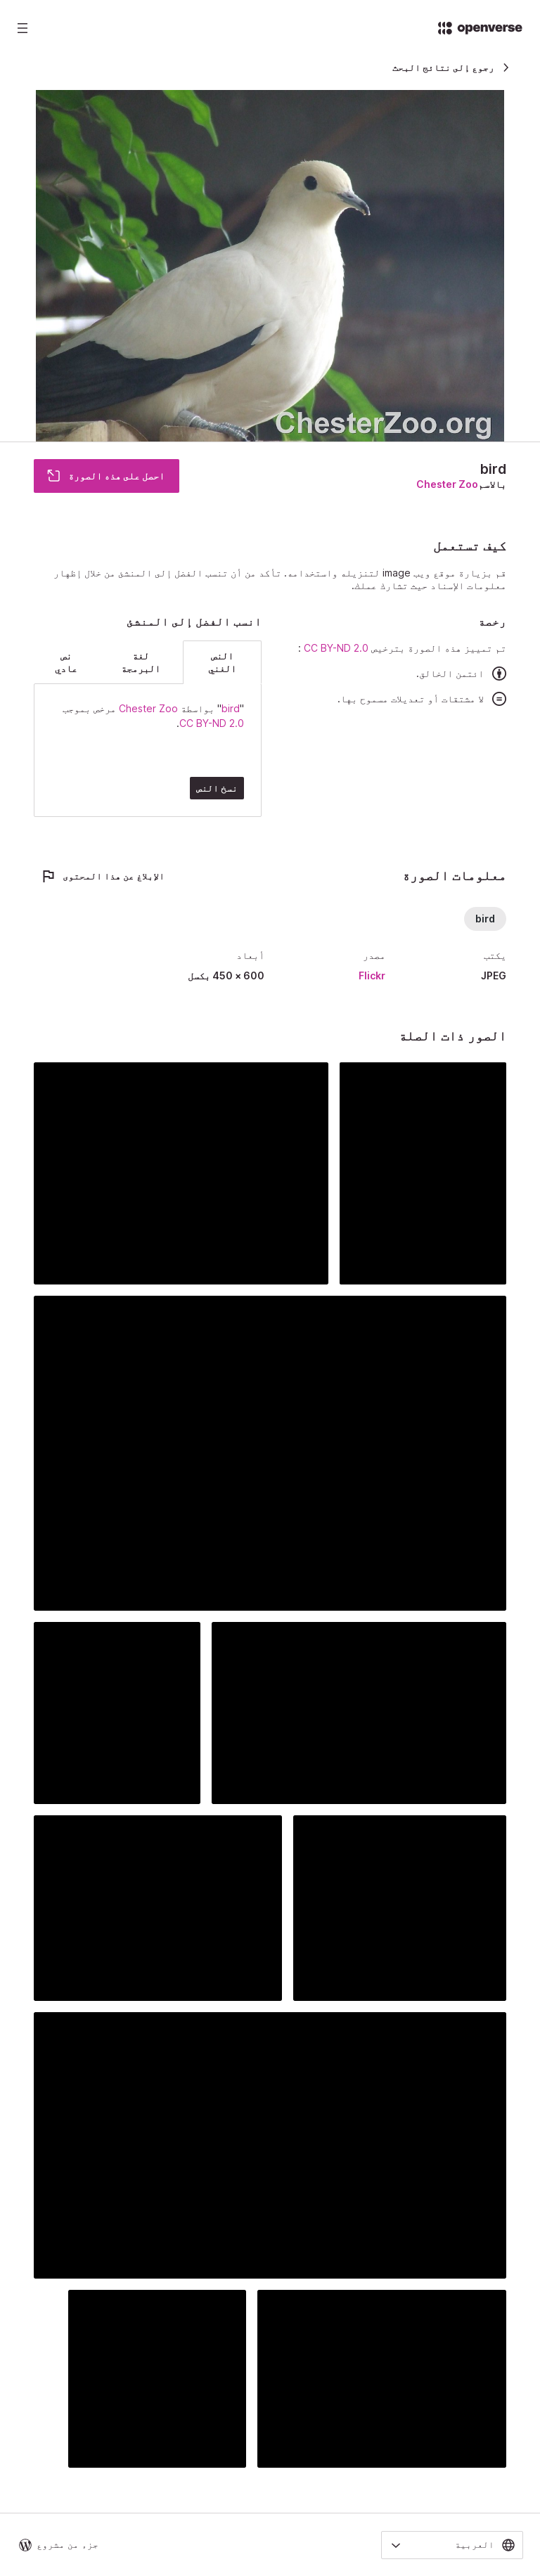 openverse
رجوع إلى نتائج البحث
ChesterZoo.org
bird
بالاسم Chester Zoo
احصل على هذه الصورة
كيف تستعمل
قم بزيارة موقع ويب image لتنزيله واستخدامه. تأكد من أن تنسب الفضل إلى المنشئ من خلال إظهار
معلومات الإسناد حيث تشارك عملك.
رخصة
تم تمييز هذه الصورة بترخيص CC BY-ND 2.0 :
ائتمن الخالق.
لا مشتقات أو تعديلات مسموح بها.
انسب الفضل إلى المنشئ
النص الغني
لغة البرمجة
نص عادي
"bird" بواسطة Chester Zoo مرخص بموجب
CC BY-ND 2.0.
نسخ النص
معلومات الصورة
الإبلاغ عن هذا المحتوى
bird
يكتب
JPEG
مصدر
Flickr
أبعاد
600 × 450 بكسل
الصور ذات الصلة
العربية
جزء من مشروع